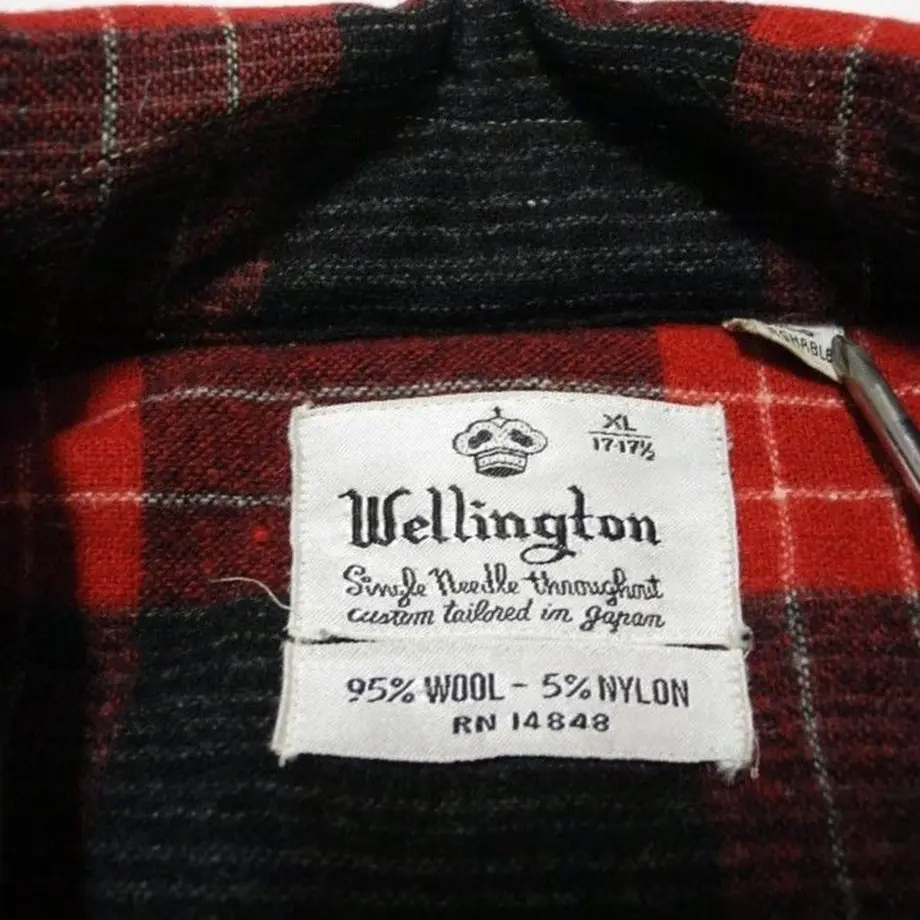 XL
17-17½
Wellington
Single Needle throughout
custom tailored in Japan
95% WOOL - 5% NYLON
RN 14848